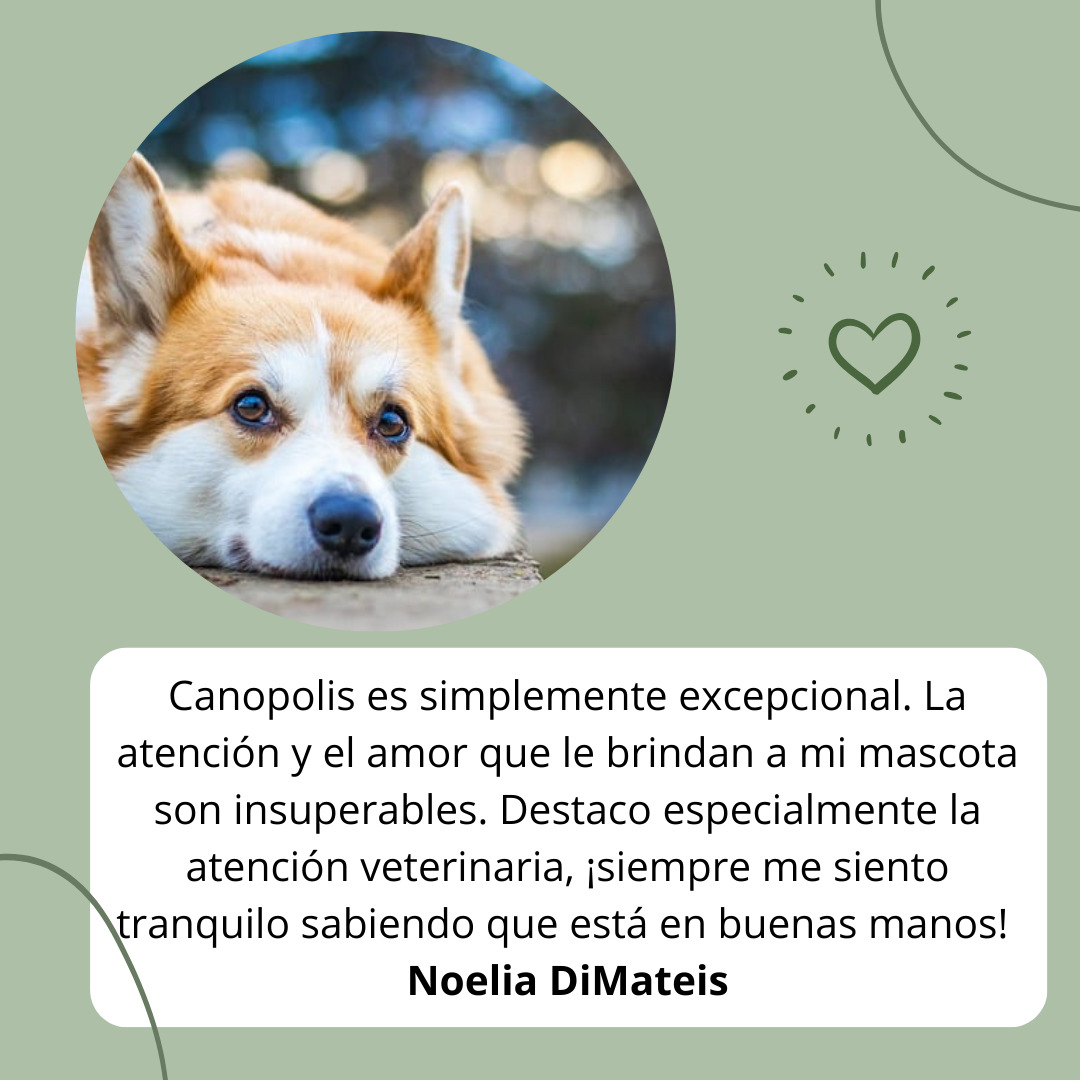 Canopolis es simplemente excepcional. La
atención y el amor que le brindan a mi mascota
son insuperables. Destaco especialmente la
atención veterinaria, ¡siempre me siento
tranquilo sabiendo que está en buenas manos!
Noelia DiMateis